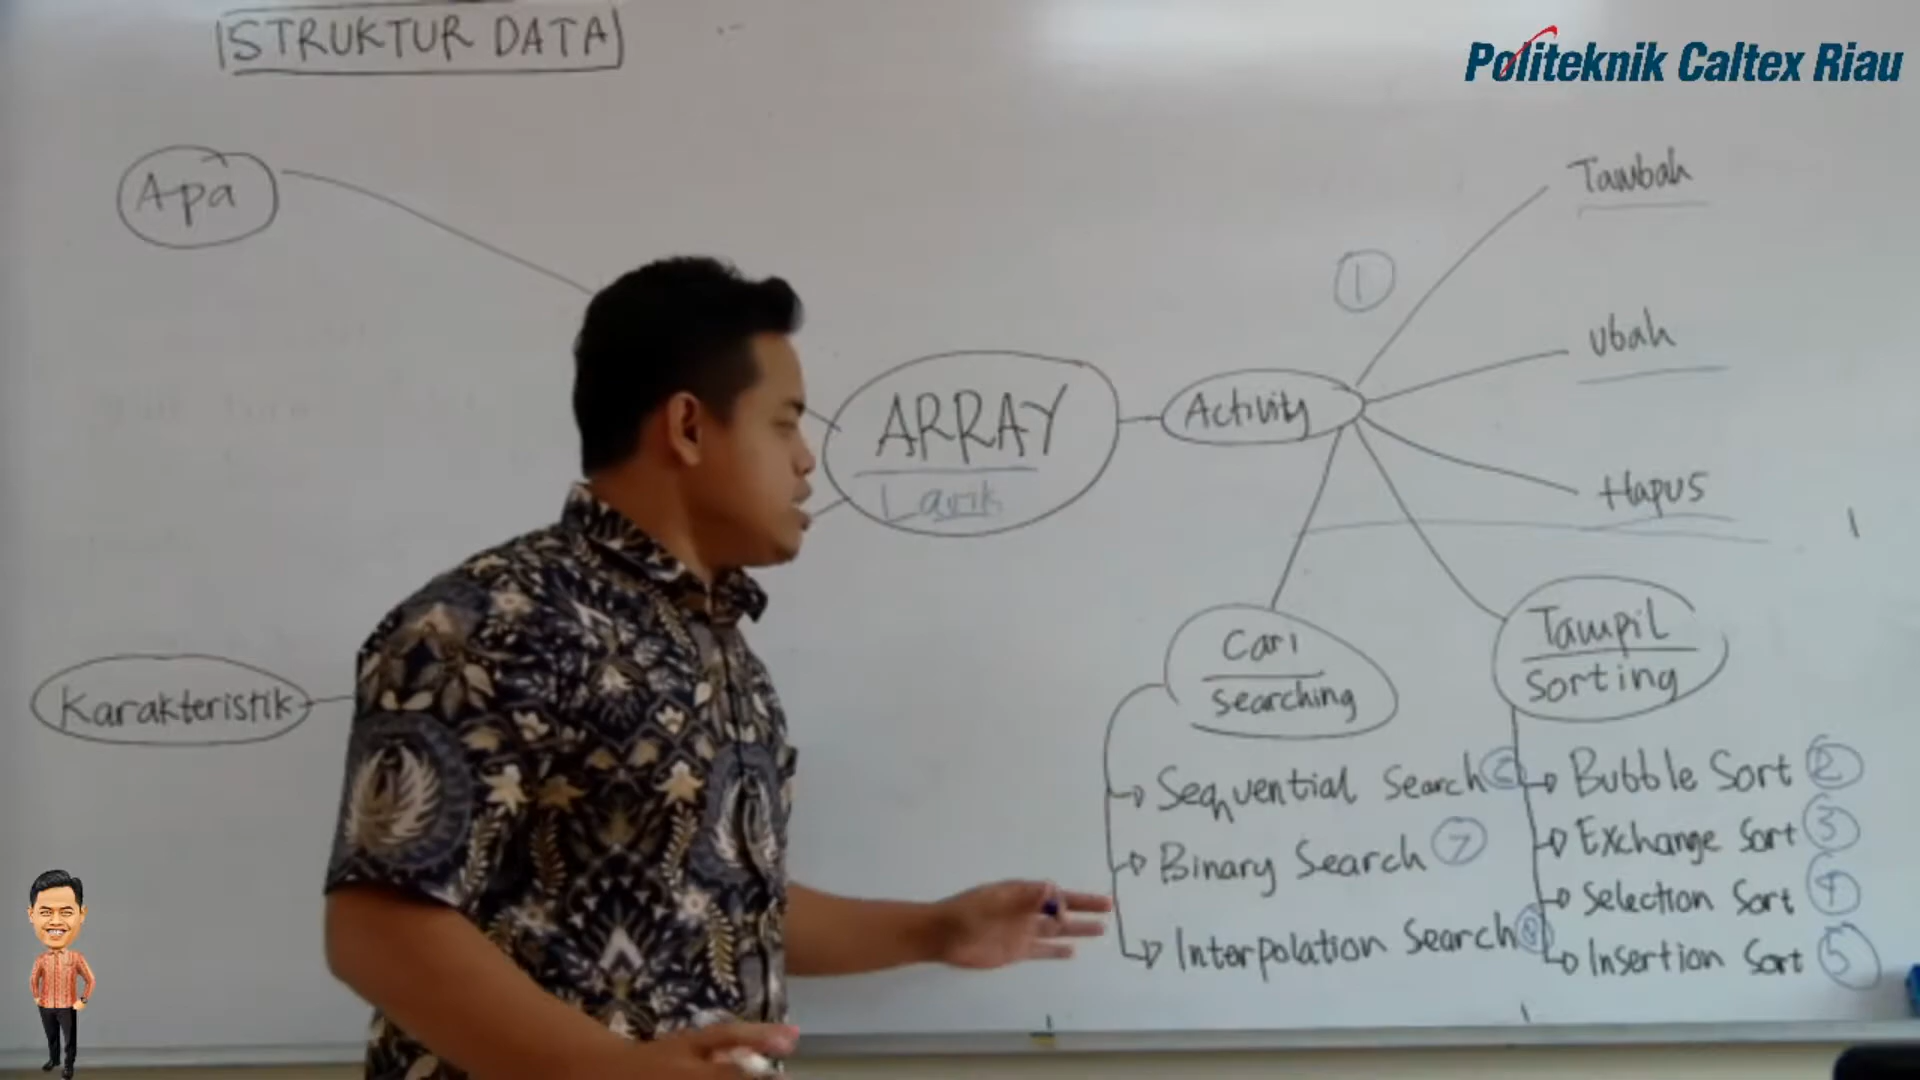 STRUKTUR DATA
Politeknik Caltex Riau
Apa
Tambah
1
Ubah
ARRAY
Larik
Activity
Hapus
Karakteristik
Cari
Searching
Tampil
Sorting
Sequential Search
Binary Search 7
Interpolation Search 8
Bubble Sort 2
Exchange Sort 3
Selection Sort 4
Insertion Sort 5